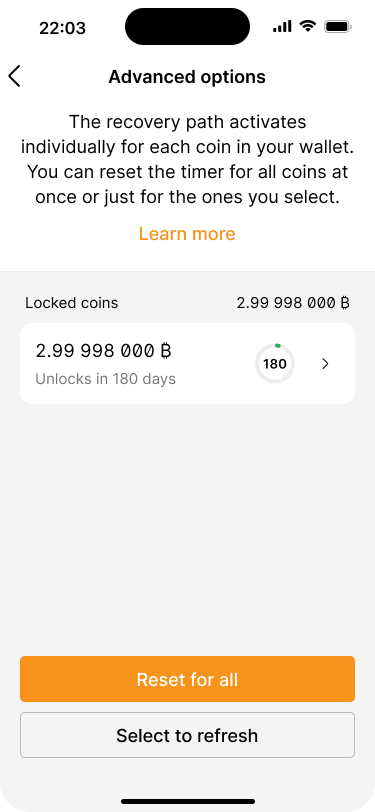 22:03
Advanced options
The recovery path activates
individually for each coin in your wallet.
You can reset the timer for all coins at
once or just for the ones you select.
Learn more
Locked coins 2.99 998 000 ₿
2.99 998 000 ₿
Unlocks in 180 days
180
Reset for all
Select to refresh